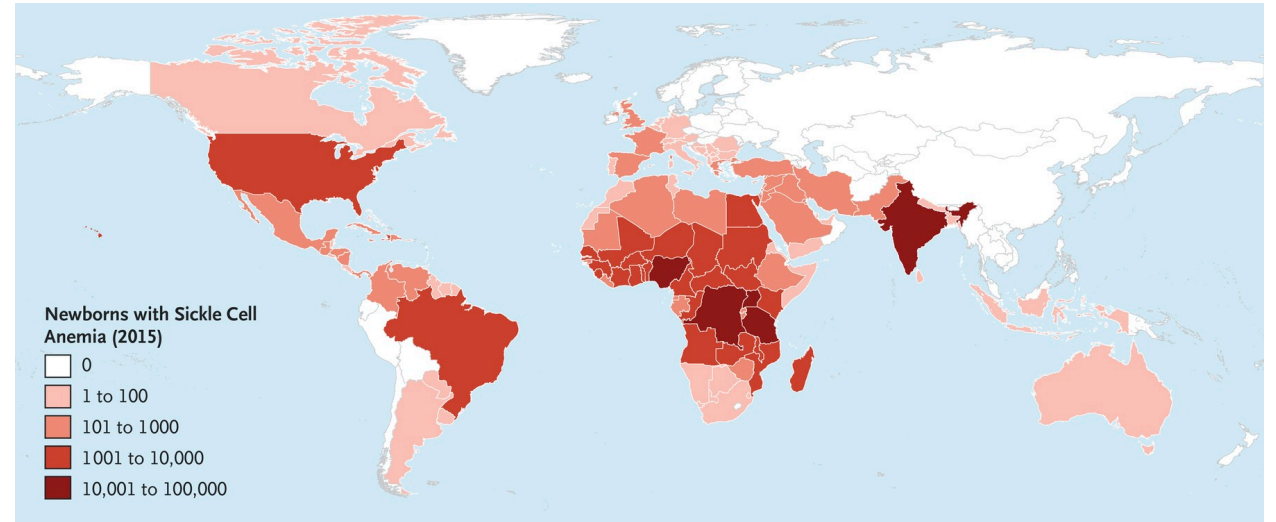 Newborns with Sickle Cell
Anemia (2015)
0
1 to 100
101 to 1000
1001 to 10,000
10,001 to 100,000